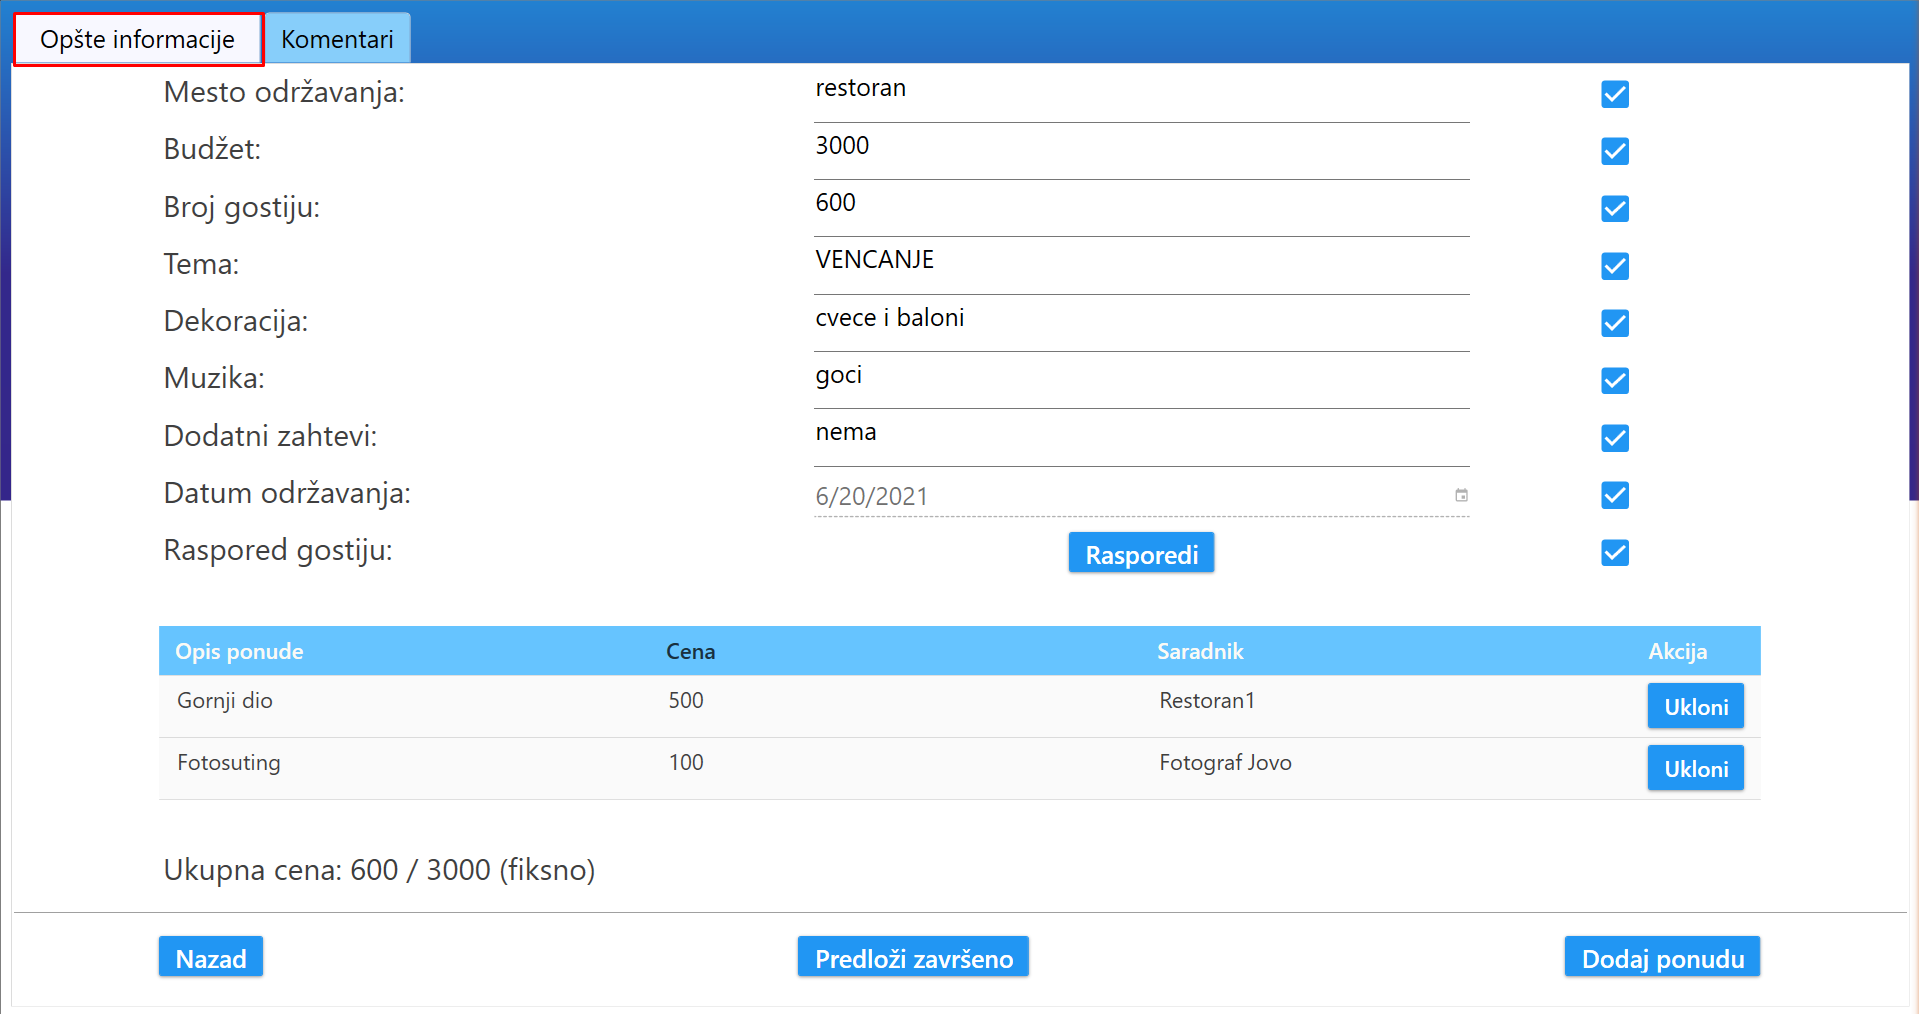 Opšte informacije Komentari
Mesto održavanja: restoran
Budžet: 3000
Broj gostiju: 600
Tema: VENCANJE
Dekoracija: cvece i baloni
Muzika: goci
Dodatni zahtevi: nema
Datum održavanja: 6/20/2021
Raspored gostiju: Rasporedi
Opis ponude Cena Saradnik Akcija
Gornji dio 500 Restoran1 Ukloni
Fotosuting 100 Fotograf Jovo Ukloni
Ukupna cena: 600 / 3000 (fiksno)
Nazad Predloži završeno Dodaj ponudu